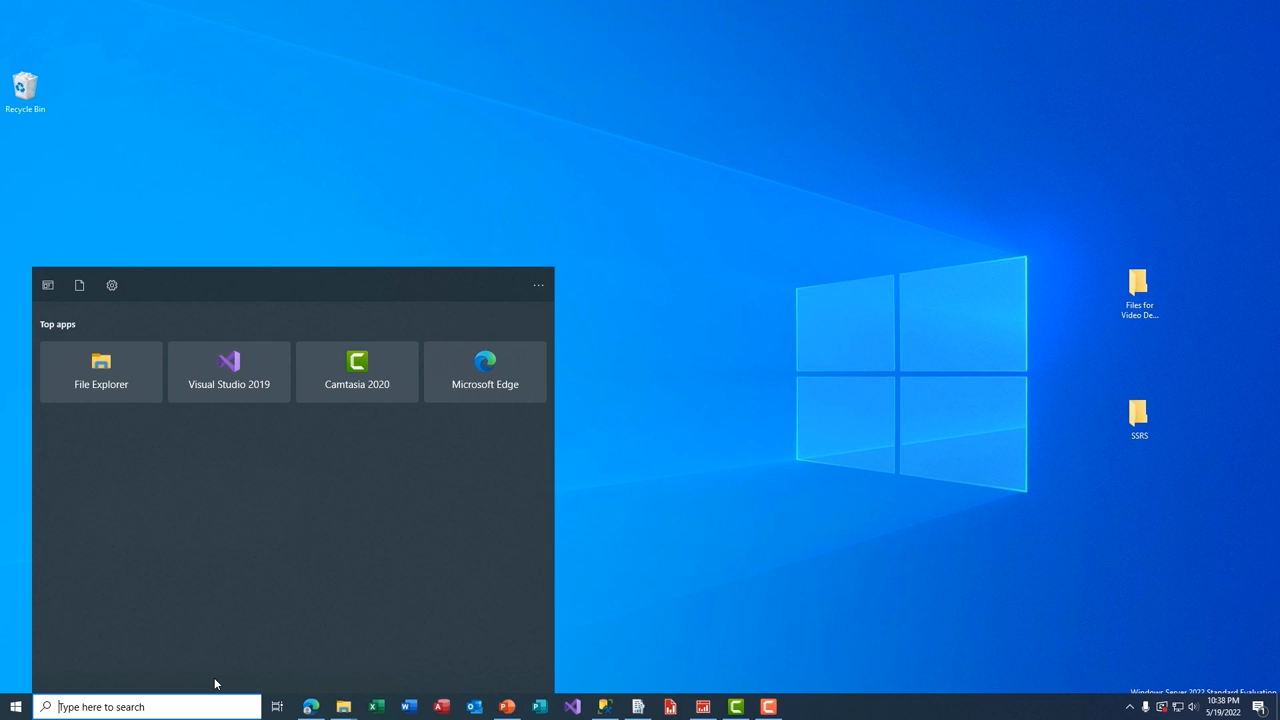 Recycle Bin
Files for
Video De...
SSRS
Top apps
File Explorer
Visual Studio 2019
Camtasia 2020
Microsoft Edge
Windows Server 2022 Standard Evaluation
Type here to search
10:38 PM
5/19/2022